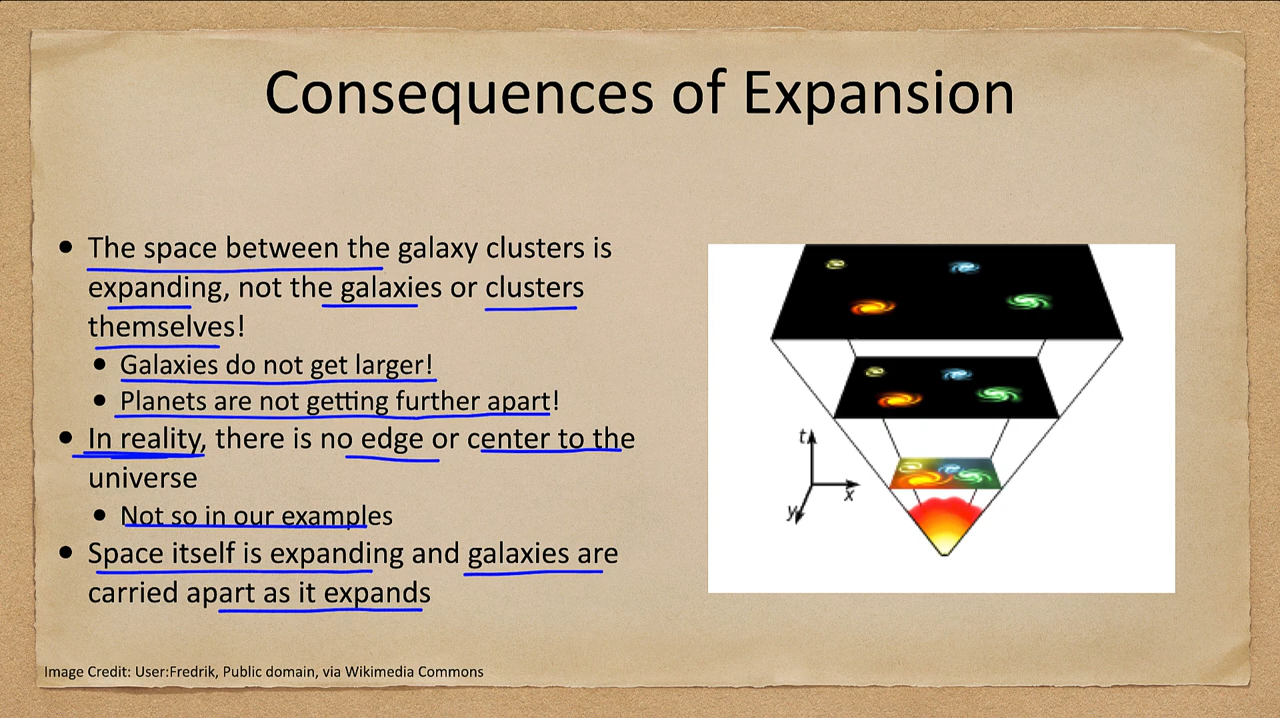 Consequences of Expansion
• The space between the galaxy clusters is
expanding, not the galaxies or clusters
themselves!
• Galaxies do not get larger!
• Planets are not getting further apart!
• In reality, there is no edge or center to the
universe
• Not so in our examples
• Space itself is expanding and galaxies are
carried apart as it expands
t
x
y
Image Credit: User:Fredrik, Public domain, via Wikimedia Commons